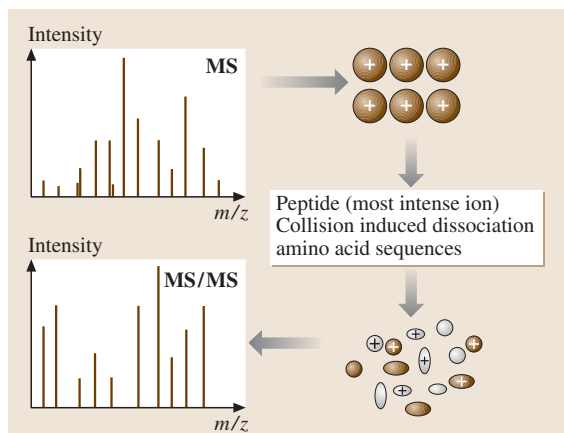 Intensity
MS
m/z
+ + +
+ + +
Peptide (most intense ion)
Collision induced dissociation
amino acid sequences
Intensity
MS/MS
m/z
+ + + + + + + +